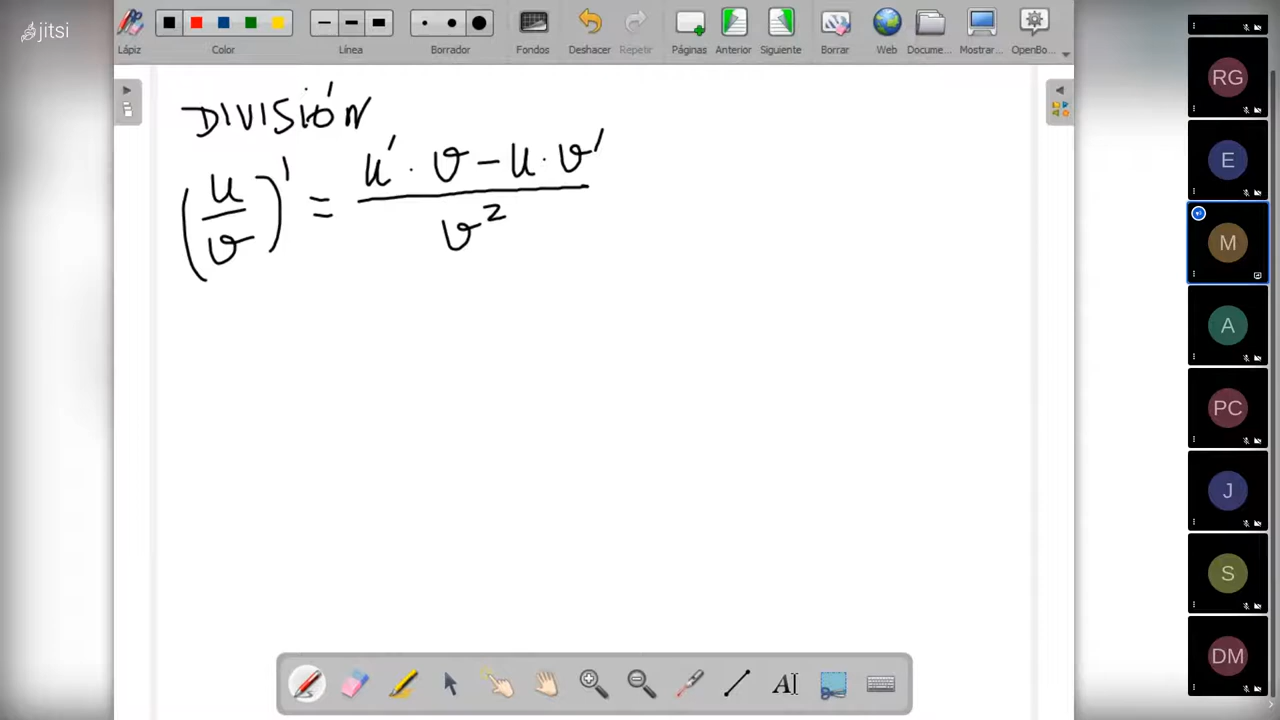 jitsi
Lápiz Color Línea Borrador Fondos Deshacer Repetir Páginas Anterior Siguiente Borrar Web Docume... Mostrar... OpenBo...
DIVISIÓN
(u/v)' = (u' · v - u · v')/v²
RG
E
M
A
PC
J
S
DM
AI